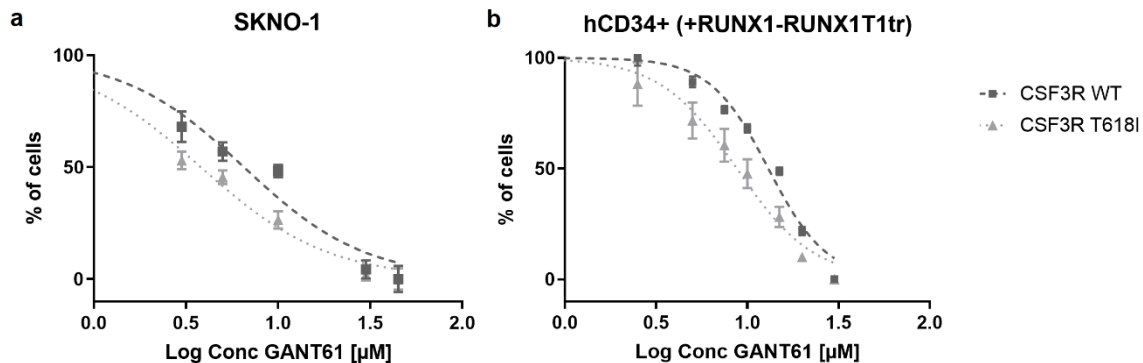 a
SKNO-1
100
50
0
% of cells
0.0
0.5
1.0
1.5
2.0
Log Conc GANT61 [µM]
b
hCD34+ (+RUNX1-RUNX1T1tr)
100
50
0
% of cells
0.0
0.5
1.0
1.5
2.0
Log Conc GANT61 [µM]
CSF3R WT
CSF3R T618I